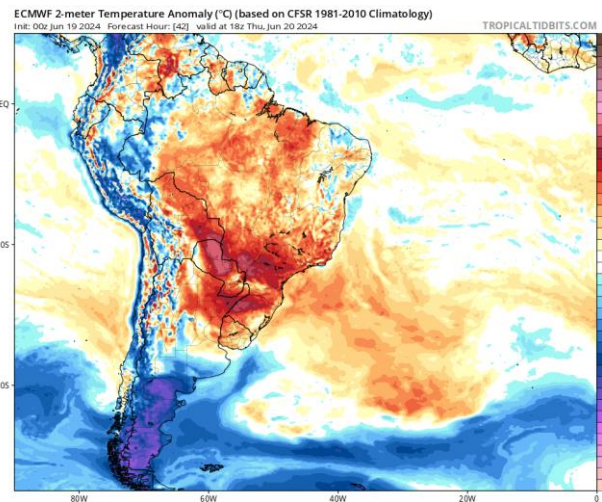 ECMWF 2-meter Temperature Anomaly (°C) (based on CFSR 1981-2010 Climatology)
Init: 00z Jun 19 2024 Forecast Hour: [42] valid at 18z Thu, Jun 20 2024 TROPICALTIDBITS.COM
EQ
0S
0S
80W 60W 40W 20W 0